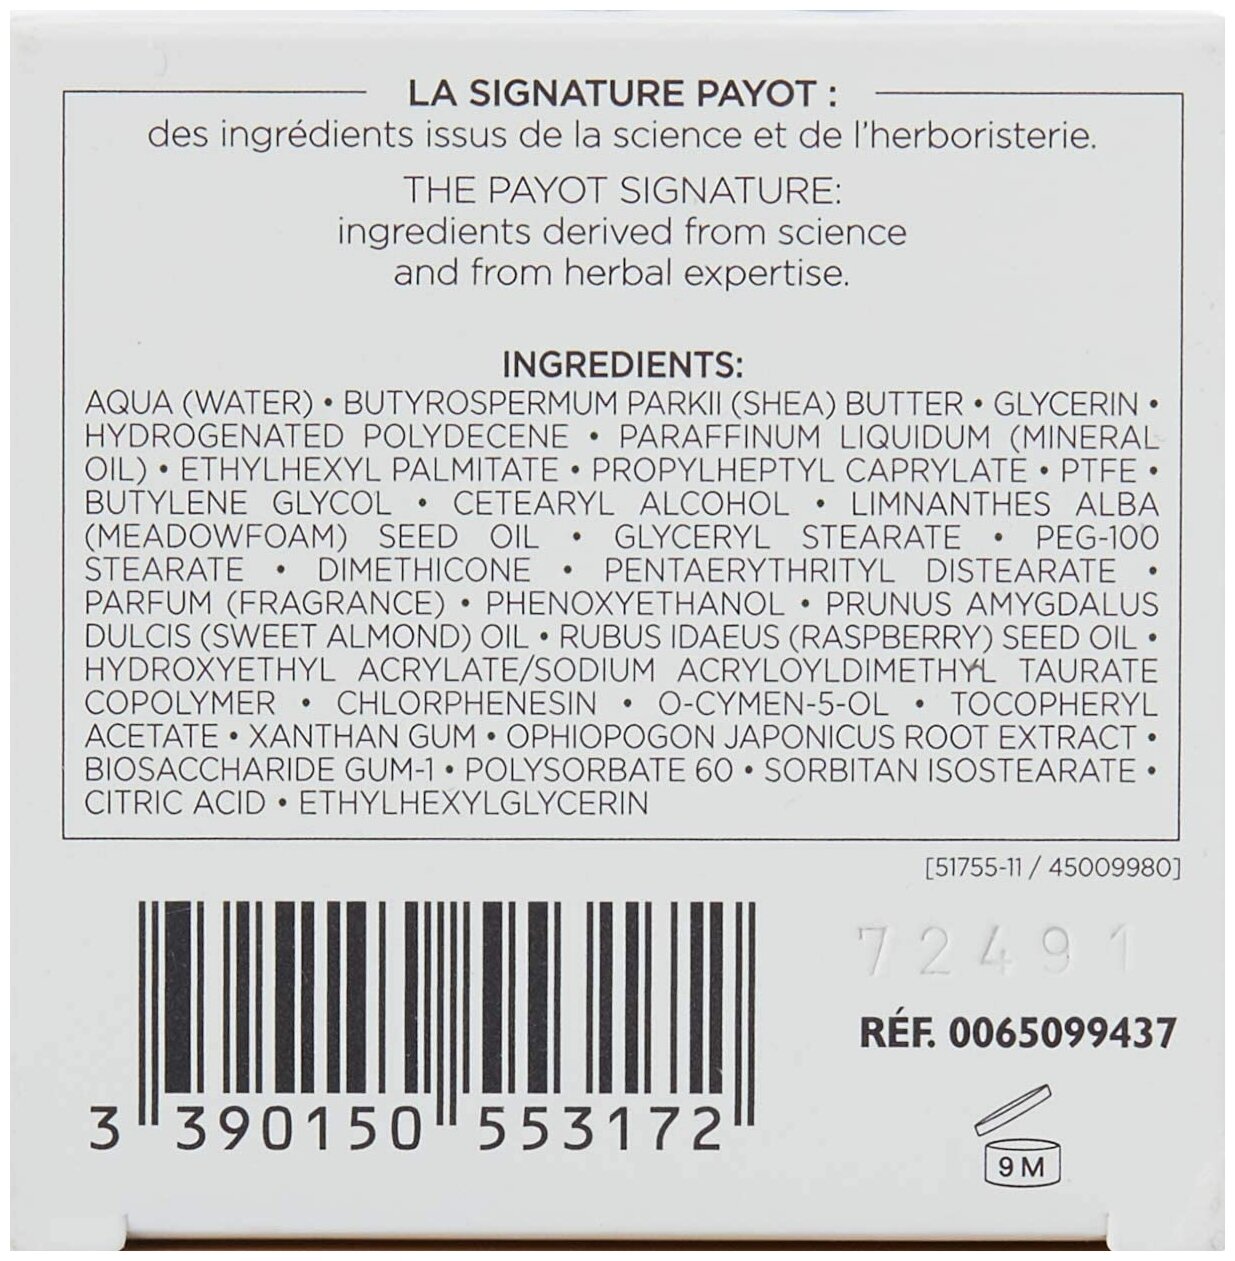 LA SIGNATURE PAYOT :
des ingrédients issus de la science et de l'herboristerie.
THE PAYOT SIGNATURE:
ingredients derived from science
and from herbal expertise.
INGREDIENTS:
AQUA (WATER) • BUTYROSPERMUM PARKII (SHEA) BUTTER • GLYCERIN •
HYDROGENATED POLYDECENE • PARAFFINUM LIQUIDUM (MINERAL
OIL) • ETHYLHEXYL PALMITATE • PROPYLHEPTYL CAPRYLATE • PTFE •
BUTYLENE GLYCOL • CETEARYL ALCOHOL • LIMNANTHES ALBA
(MEADOWFOAM) SEED OIL • GLYCERYL STEARATE • PEG-100
STEARATE • DIMETHICONE • PENTAERYTHRITYL DISTEARATE •
PARFUM (FRAGRANCE) • PHENOXYETHANOL • PRUNUS AMYGDALUS
DULCIS (SWEET ALMOND) OIL • RUBUS IDAEUS (RASPBERRY) SEED OIL •
HYDROXYETHYL ACRYLATE/SODIUM ACRYLOYLDIMETHYL TAURATE
COPOLYMER • CHLORPHENESIN • O-CYMEN-5-OL • TOCOPHERYL
ACETATE • XANTHAN GUM • OPHIOPOGON JAPONICUS ROOT EXTRACT •
BIOSACCHARIDE GUM-1 • POLYSORBATE 60 • SORBITAN ISOSTEARATE •
CITRIC ACID • ETHYLHEXYLGLYCERIN
[51755-11 / 45009980]
72491
RÉF. 0065099437
3 390150 553172
9 M